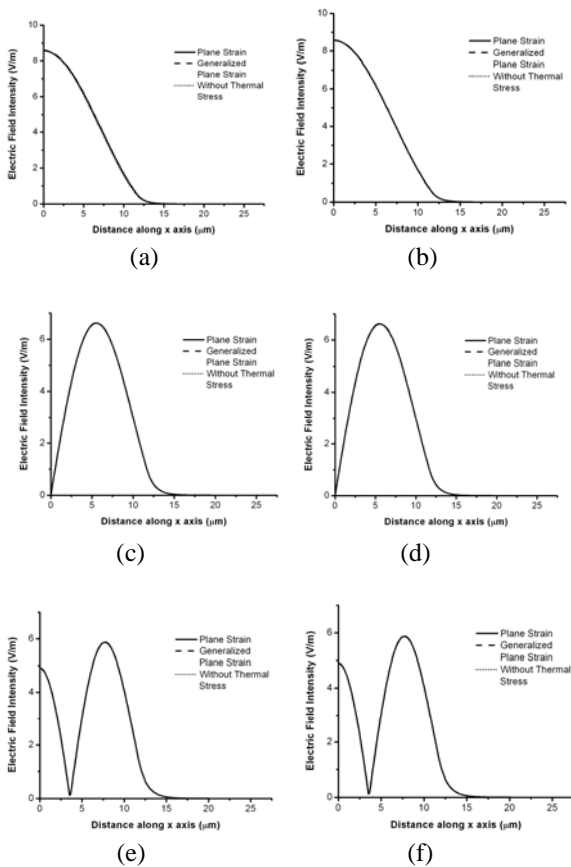 10
8
6
4
2
0
Electric Field Intensity (V/m)
Plane Strain
Generalized
Plane Strain
Without Thermal
Stress
0 5 10 15 20 25
Distance along x axis (μm)
(a)
10
8
6
4
2
0
Electric Field Intensity (V/m)
Plane Strain
Generalized
Plane Strain
Without Thermal
Stress
0 5 10 15 20 25
Distance along x axis (μm)
(b)
6
4
2
0
Electric Field Intensity (V/m)
Plane Strain
Generalized
Plane Strain
Without Thermal
Stress
0 5 10 15 20 25
Distance along x axis (μm)
(c)
6
4
2
0
Electric Field Intensity (V/m)
Plane Strain
Generalized
Plane Strain
Without Thermal
Stress
0 5 10 15 20 25
Distance along x axis (μm)
(d)
6
4
2
0
Electric Field Intensity (V/m)
Plane Strain
Generalized
Plane Strain
Without Thermal
Stress
0 5 10 15 20 25
Distance along x axis (μm)
(e)
6
4
2
0
Electric Field Intensity (V/m)
Plane Strain
Generalized
Plane Strain
Without Thermal
Stress
0 5 10 15 20 25
Distance along x axis (μm)
(f)